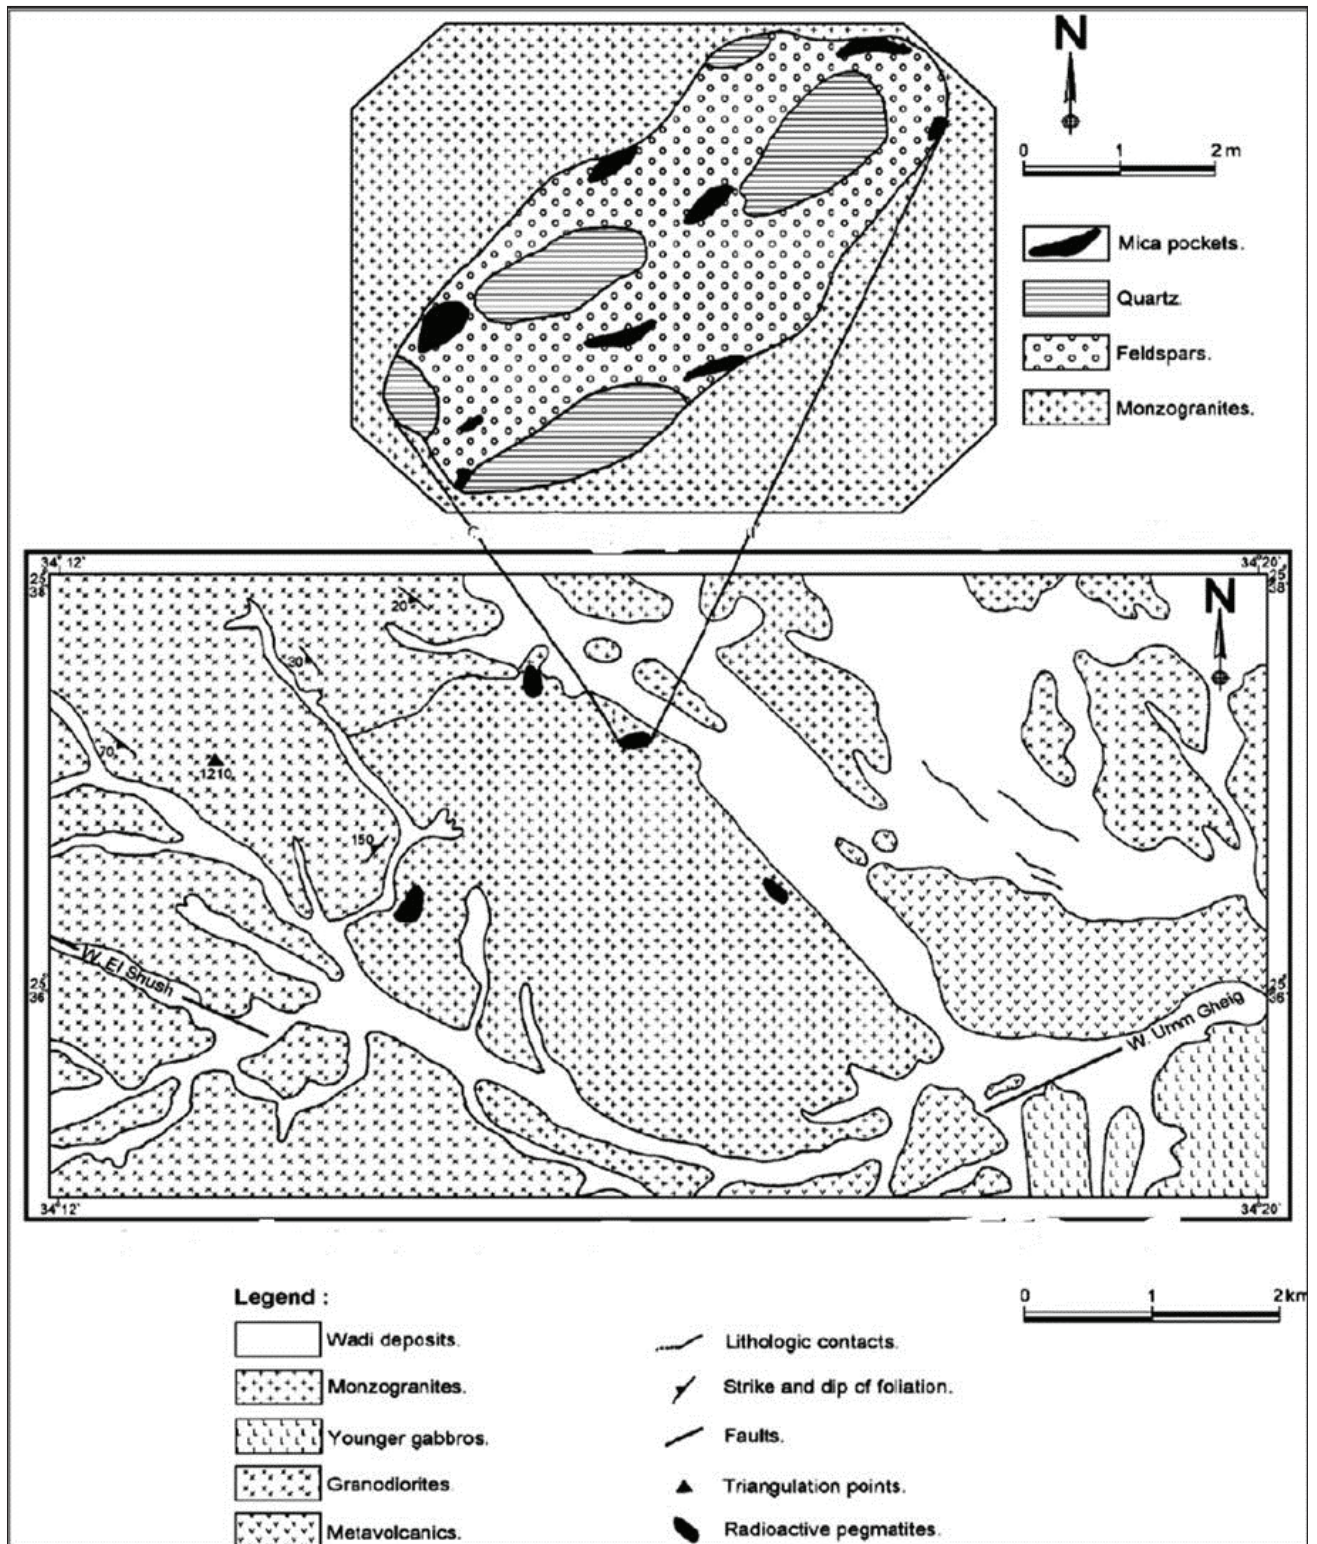 N
0 1 2 m
Mica pockets.
Quartz.
Feldspars.
Monzogranites.
34° 12' 34° 20'
25° 38' 25° 38'
N
20
30
70
1210
150
W. El Shush
25° 36' 25° 36'
W. Umm Gheig
34° 12' 34° 20'
Legend :
0 1 2 km
Wadi deposits.
Lithologic contacts.
Monzogranites.
Strike and dip of foliation.
Younger gabbros.
Faults.
Granodiorites
Triangulation points.
Metavolcanics.
Radioactive pegmatites.